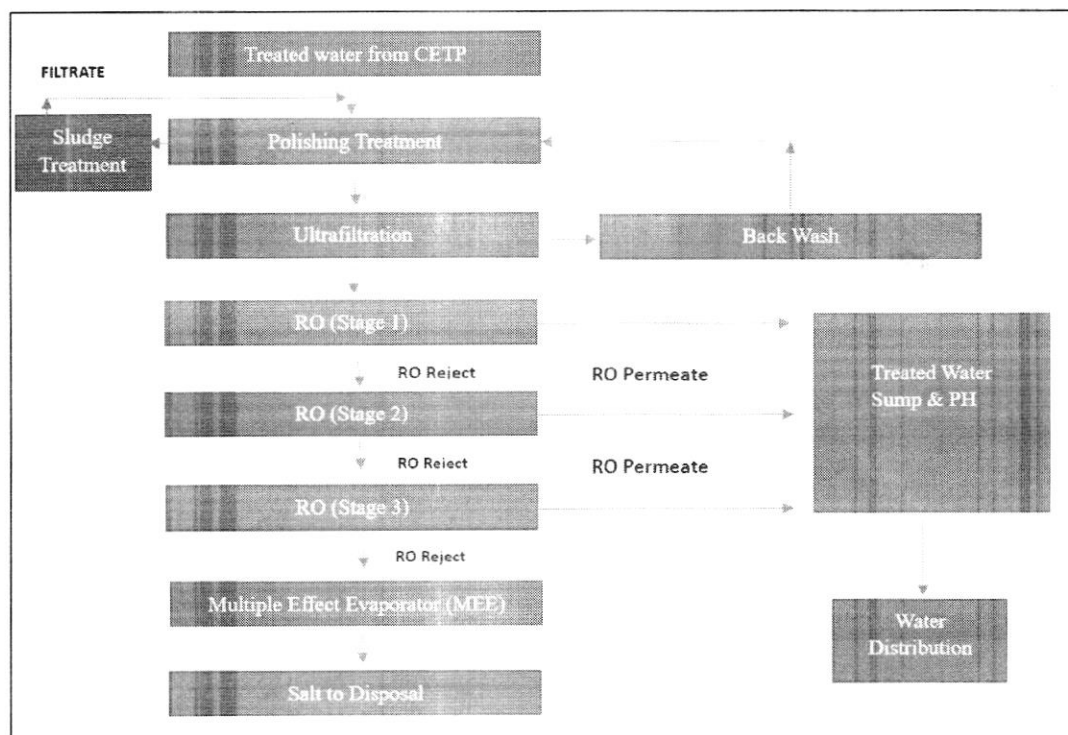 Treated water from CETP
FILTRATE
Sludge
Treatment
Polishing Treatment
Ultrafiltration
Back Wash
RO (Stage 1)
RO Reject
RO Permeate
Treated Water
Sump & PH
RO (Stage 2)
RO Reject
RO Permeate
RO (Stage 3)
RO Reject
Multiple Effect Evaporator (MEE)
Water
Distribution
Salt to Disposal